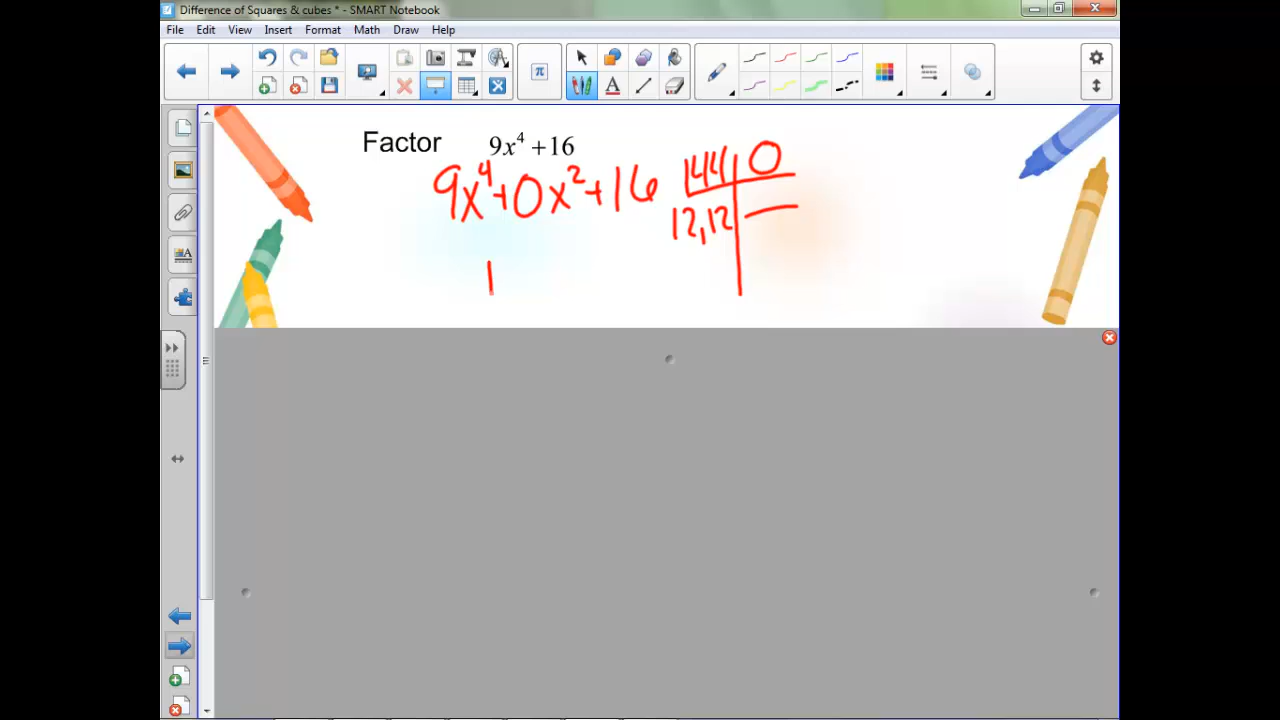 Difference of Squares & cubes * - SMART Notebook
File Edit View Insert Format Math Draw Help
π
A
Factor 9x⁴ +16
9x⁴+0x²+16 144 0
12,12